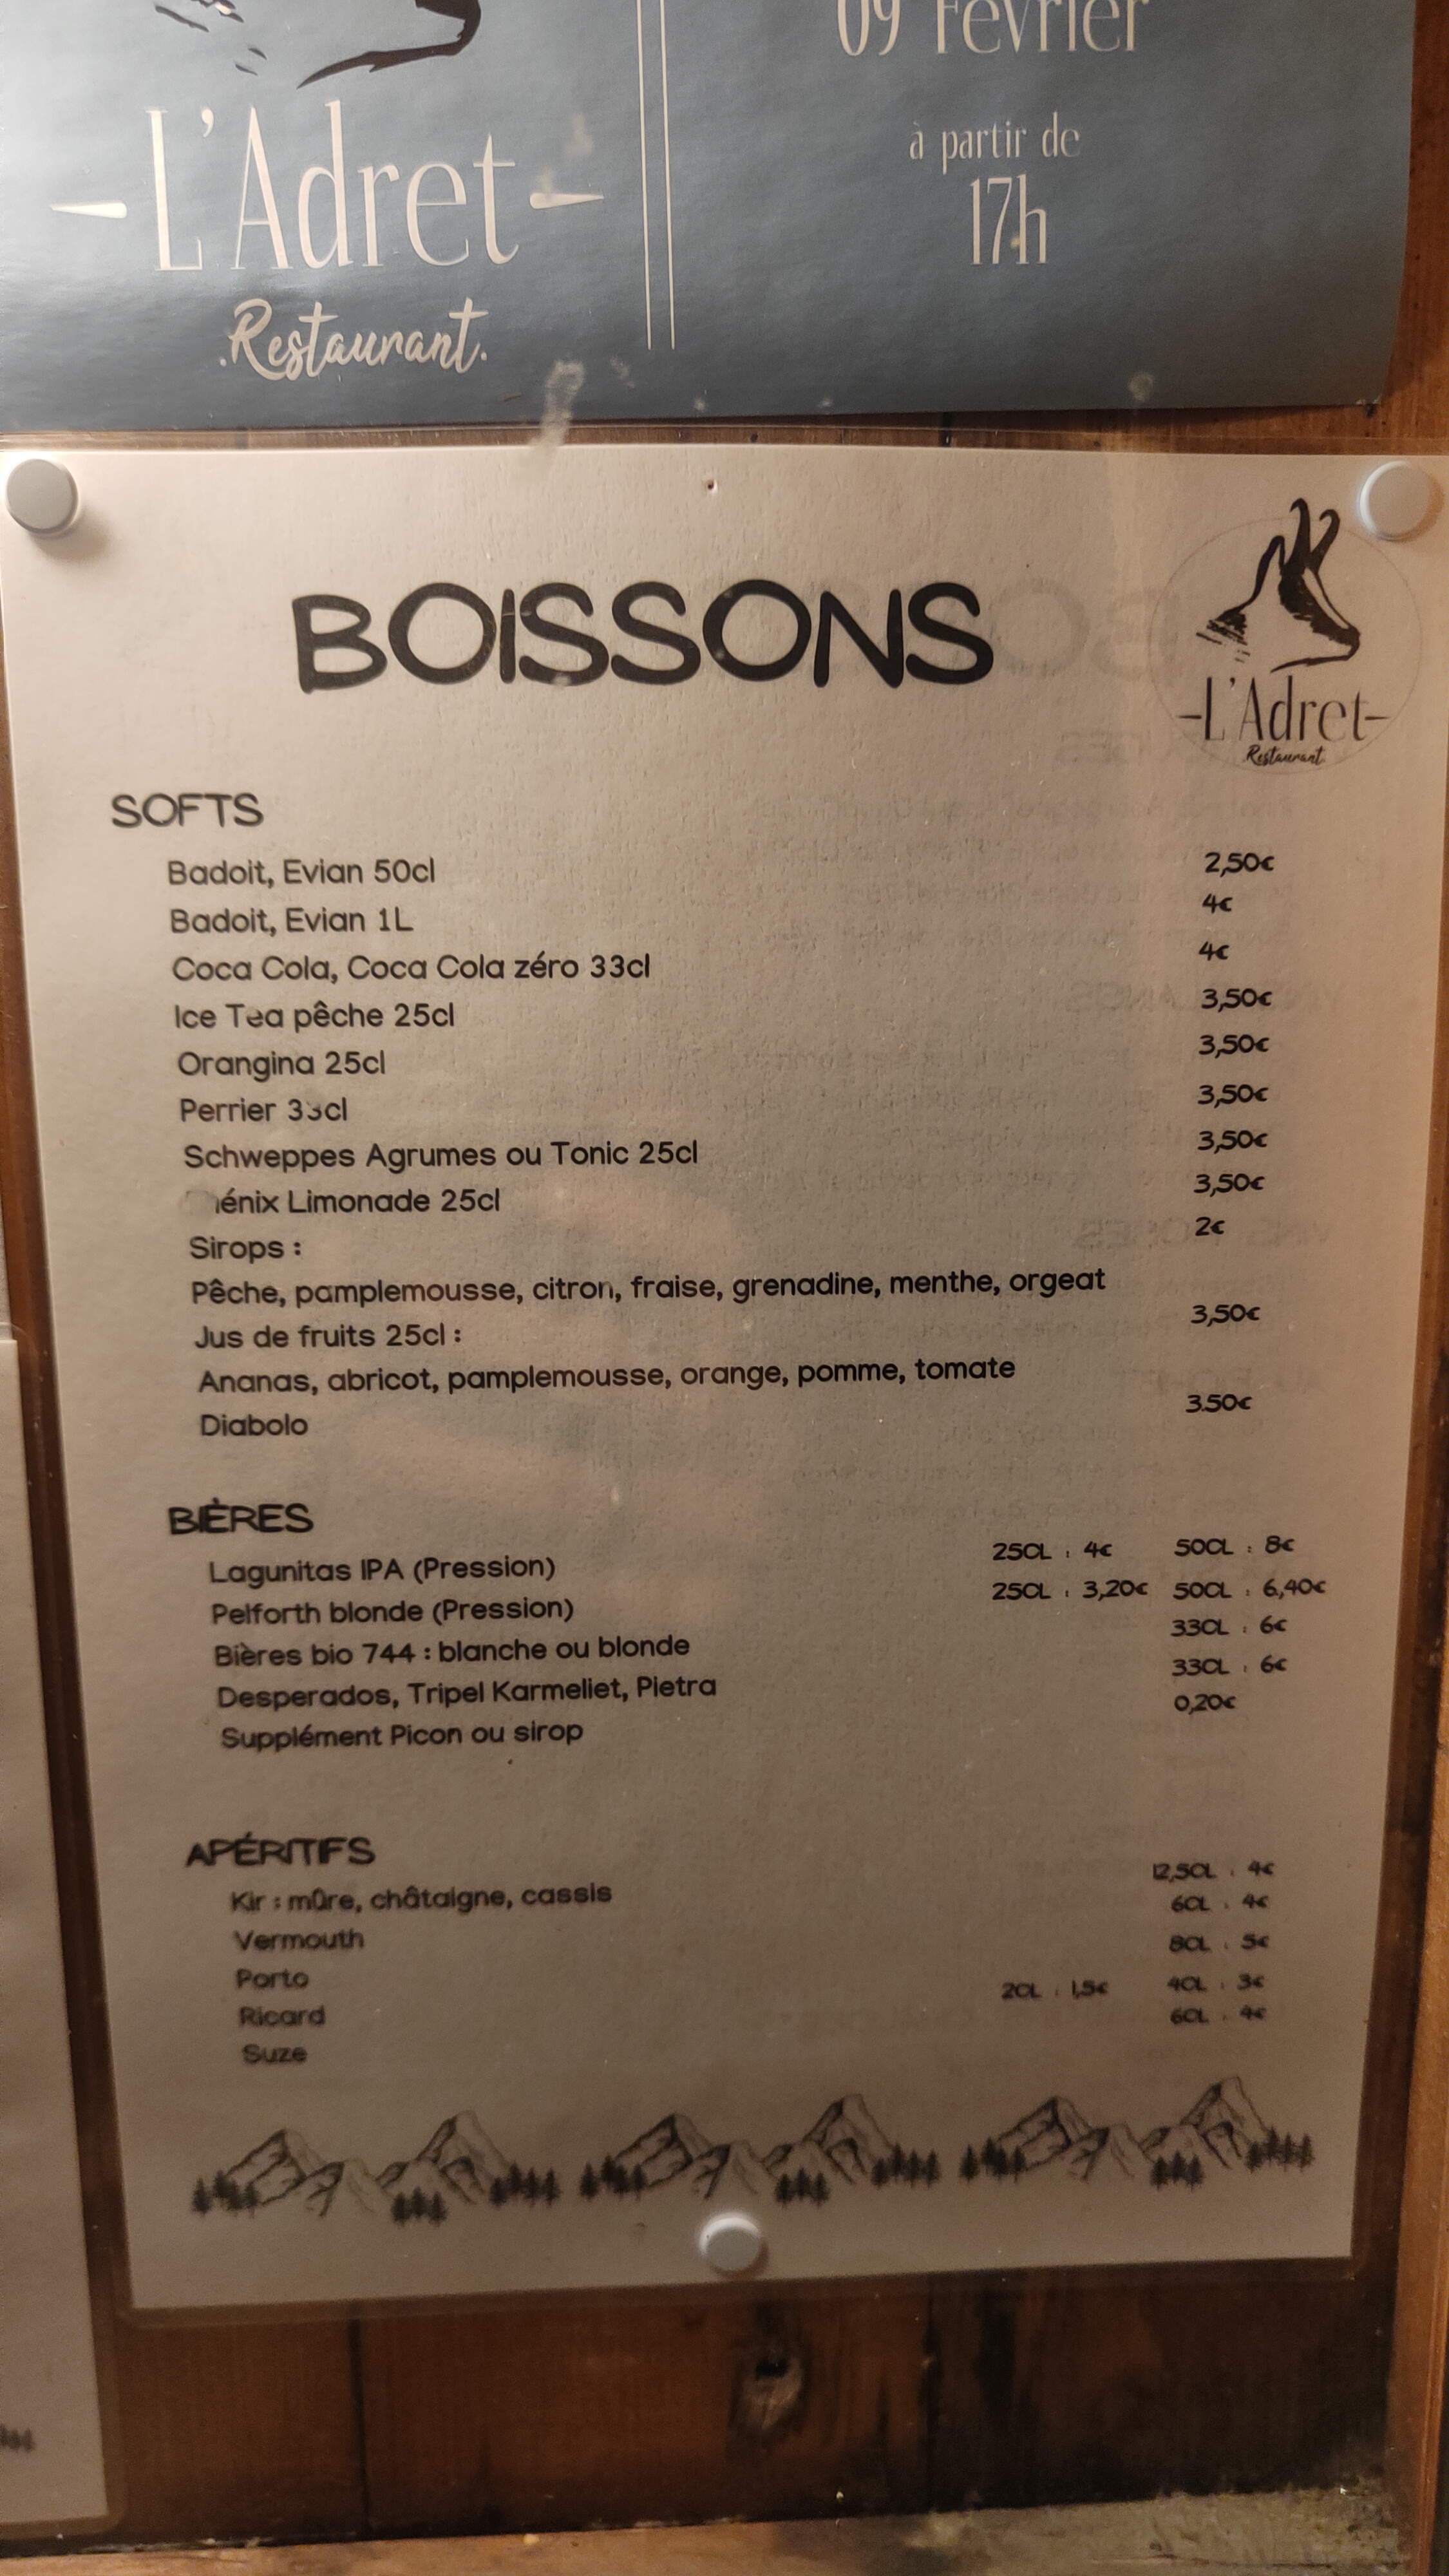 09 Février
à partir de
17h
L'Adret
Restaurant
BOISSONS
L'Adret
Restaurant
SOFTS
Badoit, Evian 50cl 2,50€
Badoit, Evian 1L 4€
Coca Cola, Coca Cola zéro 33cl 4€
Ice Tea pêche 25cl 3,50€
Orangina 25cl 3,50€
Perrier 33cl 3,50€
Schweppes Agrumes ou Tonic 25cl 3,50€
Phénix Limonade 25cl 3,50€
Sirops : 2€
Pêche, pamplemousse, citron, fraise, grenadine, menthe, orgeat
Jus de fruits 25cl : 3,50€
Ananas, abricot, pamplemousse, orange, pomme, tomate
Diabolo 3.50€
BIÈRES
Lagunitas IPA (Pression) 25CL : 4€ 50CL : 8€
Pelforth blonde (Pression) 25CL : 3,20€ 50CL : 6,40€
Bières bio 744 : blanche ou blonde 33CL : 6€
Desperados, Tripel Karmeliet, Pietra 33CL : 6€
Supplément Picon ou sirop 0,20€
APÉRITIFS
Kir : mûre, châtaigne, cassis 12,5CL : 4€
Vermouth 6CL : 4€
Porto 8CL : 5€
Ricard 2CL : 1,5€ 4CL : 3€
Suze 6CL : 4€